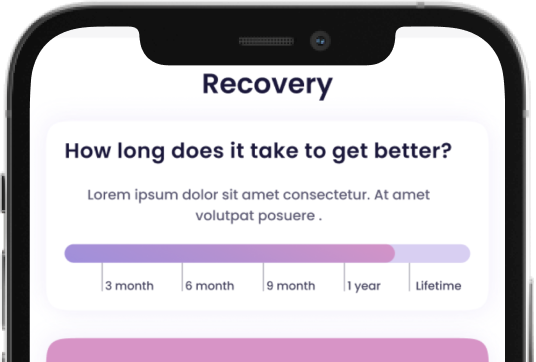 Recovery
How long does it take to get better?
Lorem ipsum dolor sit amet consectetur. At amet
volutpat posuere .
3 month 6 month 9 month 1 year Lifetime